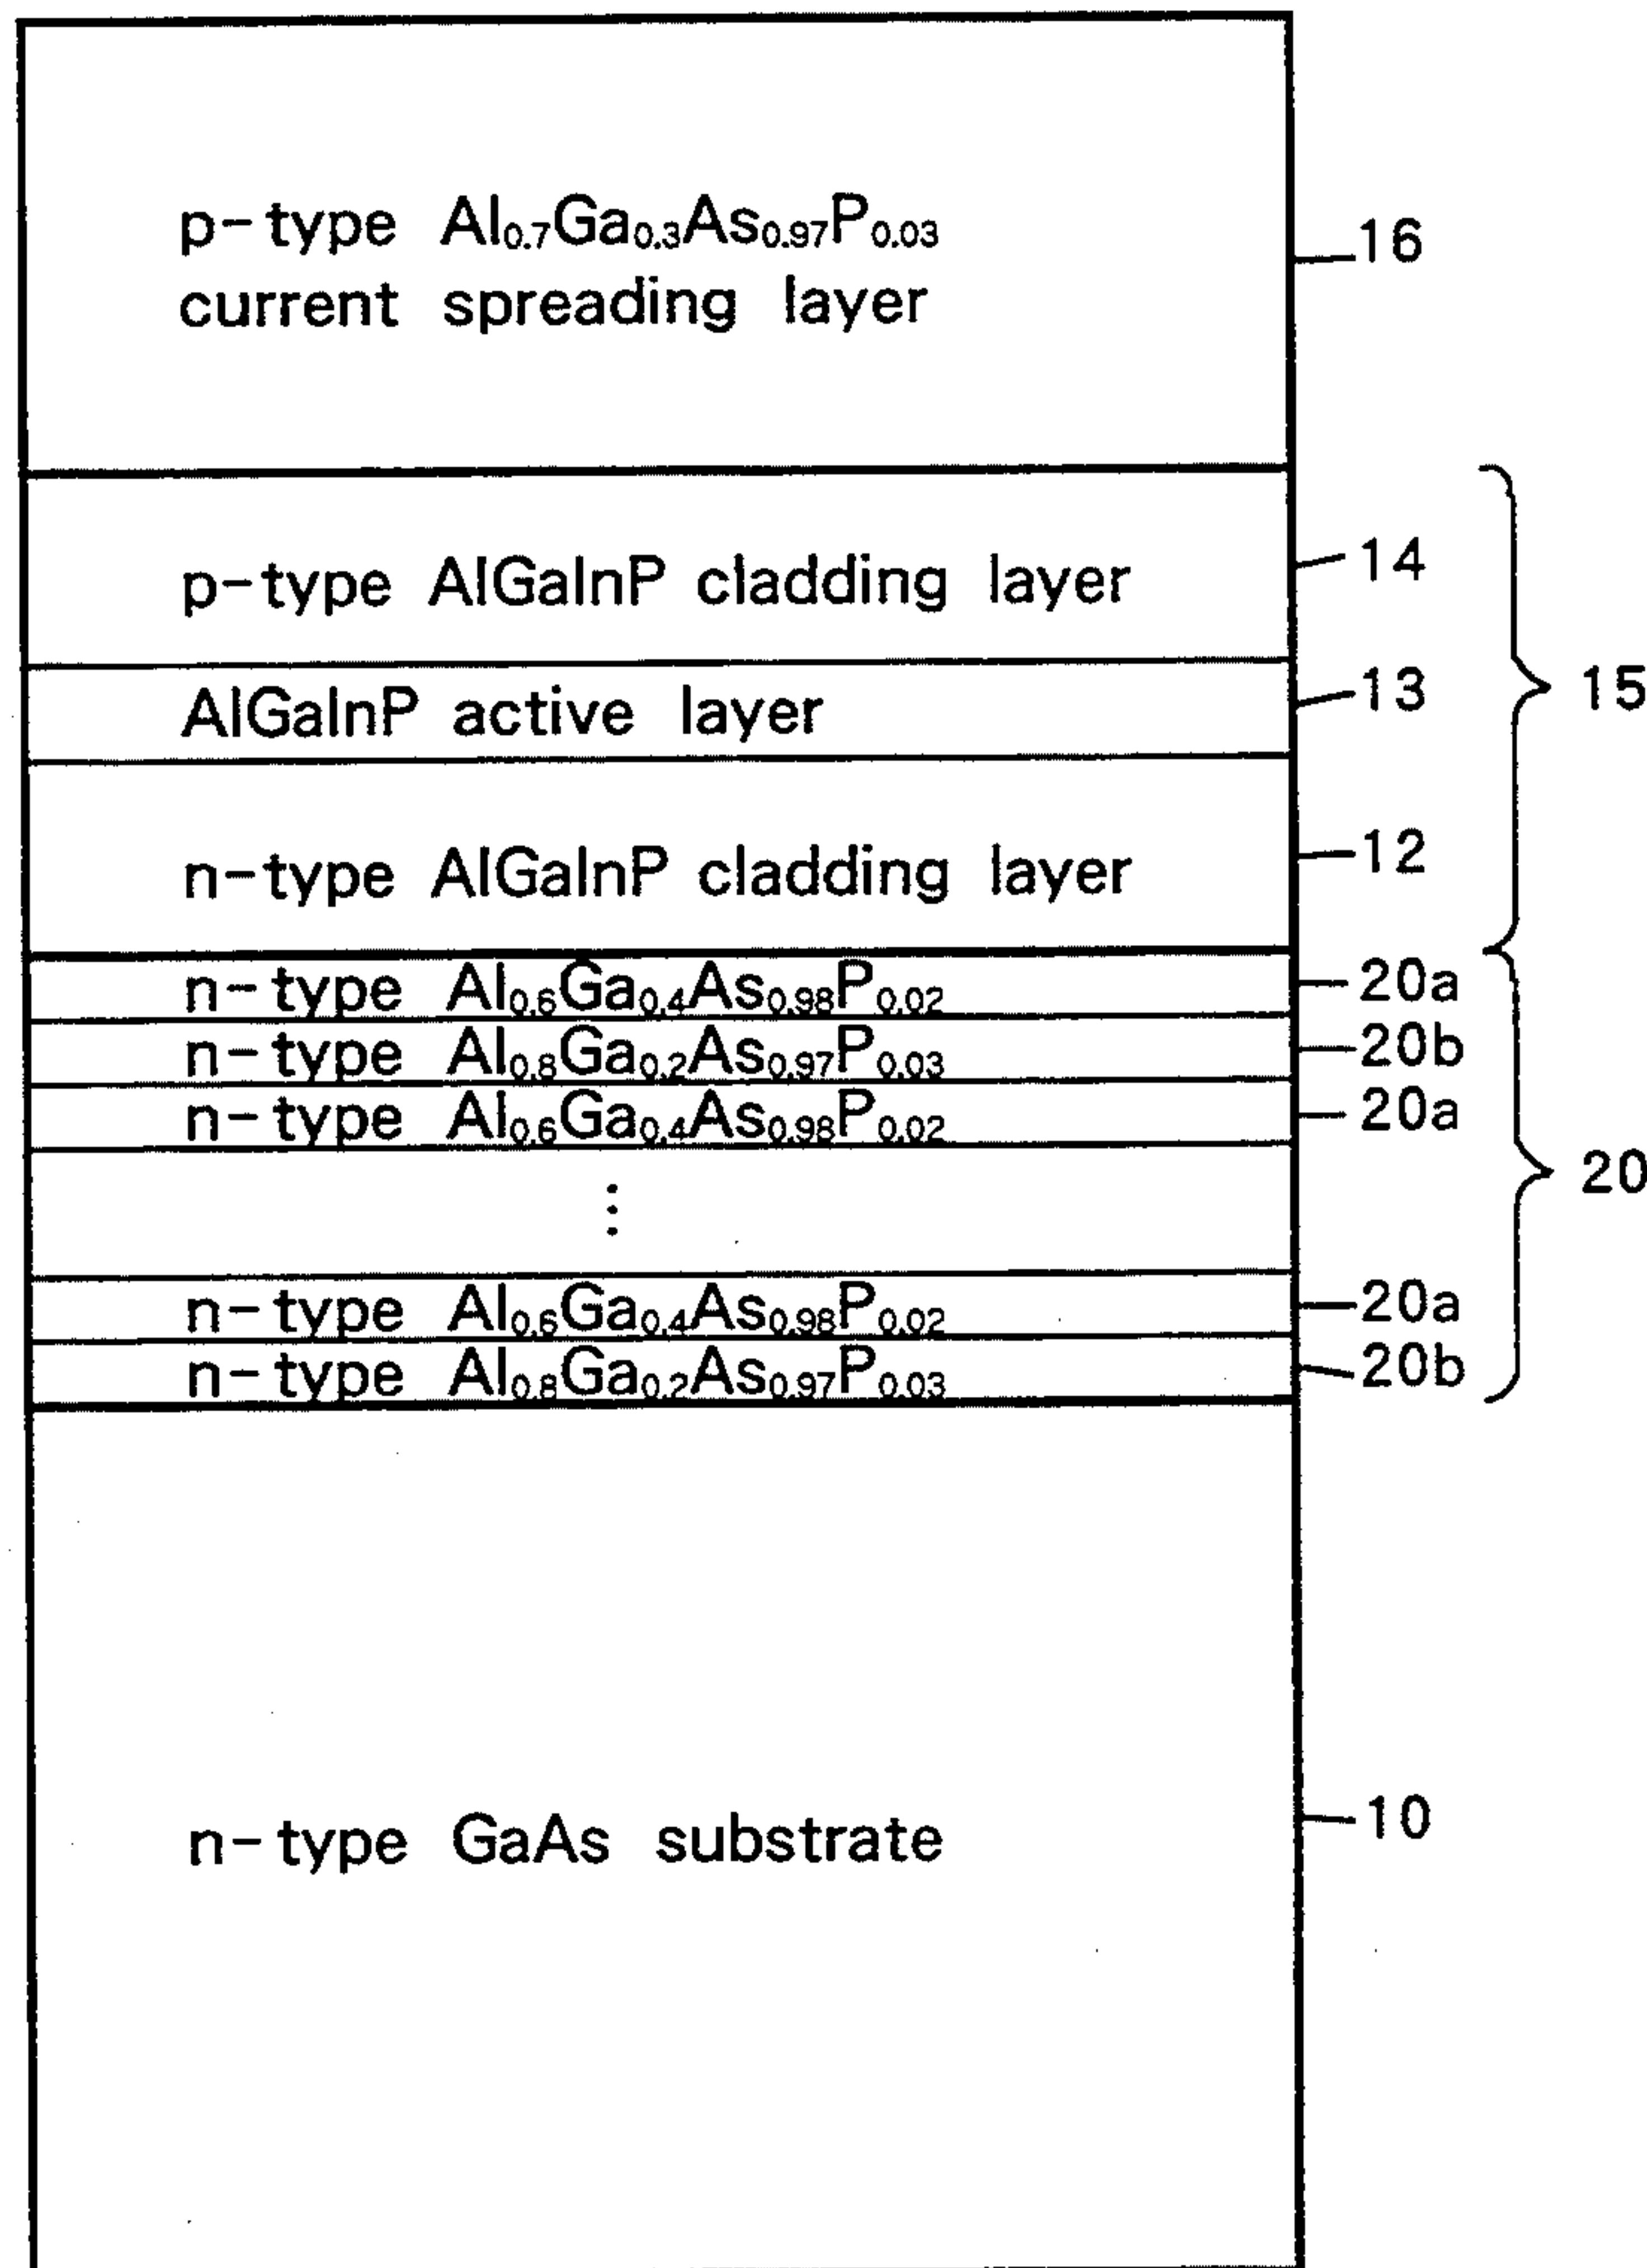 p-type Al0.7Ga0.3As0.97P0.03
current spreading layer
16
p-type AlGaInP cladding layer
14
AlGaInP active layer
13
15
n-type AlGaInP cladding layer
12
n-type Al0.6Ga0.4As0.98P0.02
20a
n-type Al0.8Ga0.2As0.97P0.03
20b
n-type Al0.6Ga0.4As0.98P0.02
20a
⋮
20
n-type Al0.6Ga0.4As0.98P0.02
20a
n-type Al0.8Ga0.2As0.97P0.03
20b
n-type GaAs substrate
10